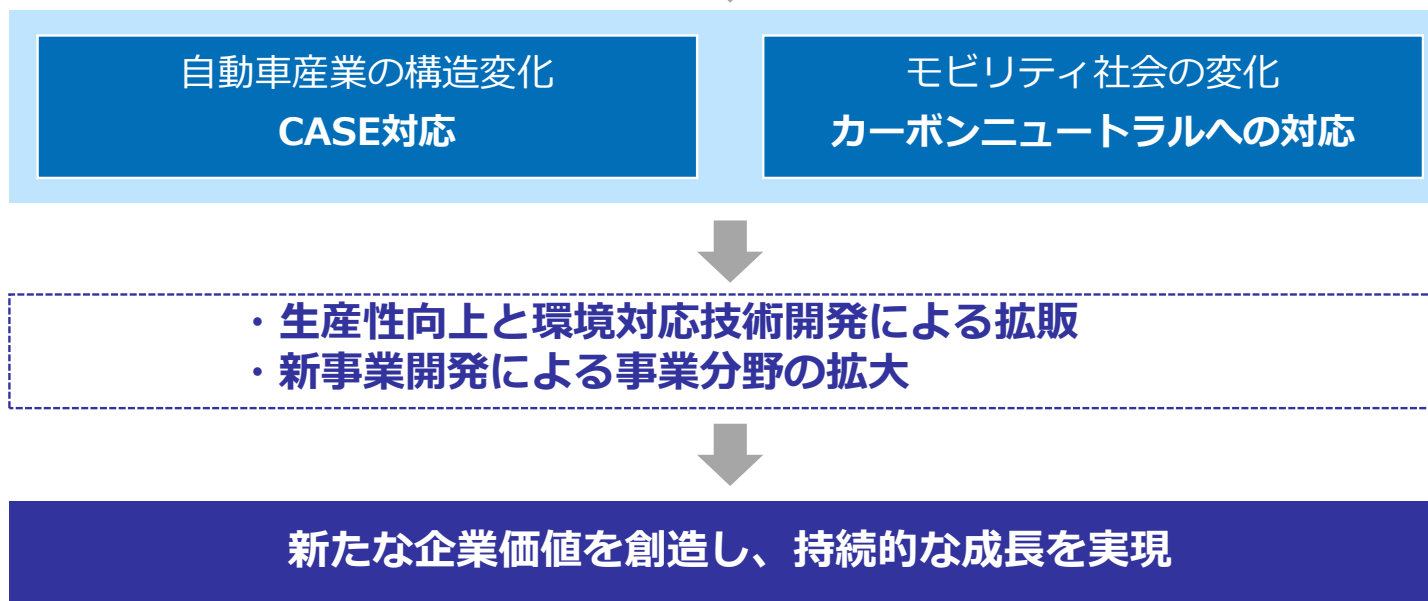 自動車産業の構造変化
CASE対応
モビリティ社会の変化
カーボンニュートラルへの対応
・生産性向上と環境対応技術開発による拡販
・新事業開発による事業分野の拡大
新たな企業価値を創造し、持続的な成長を実現